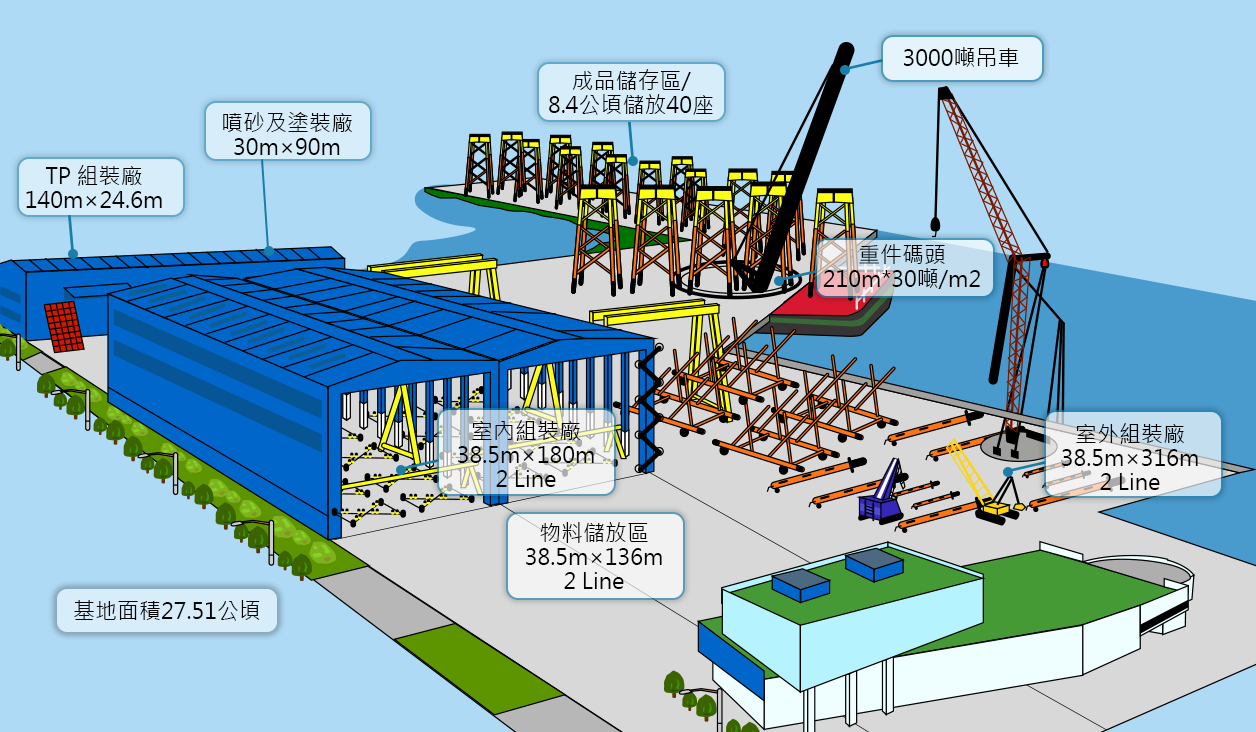 3000噸吊車
成品儲存區/
8.4公頃儲放40座
噴砂及塗裝廠
30m×90m
TP 組裝廠
140m×24.6m
重件碼頭
210m*30噸/m2
室內組裝廠
38.5m×180m
2 Line
室外組裝廠
38.5m×316m
2 Line
物料儲放區
38.5m×136m
2 Line
基地面積27.51公頃